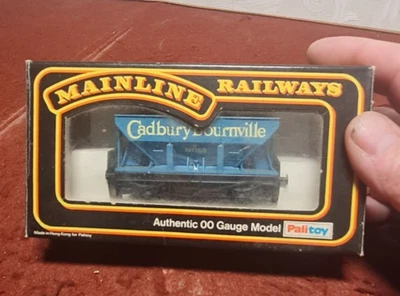 MAINLINE RAILWAYS
Cadbury Bournville
Authentic 00 Gauge Model Palitoy
Made in Hong Kong for Palitoy